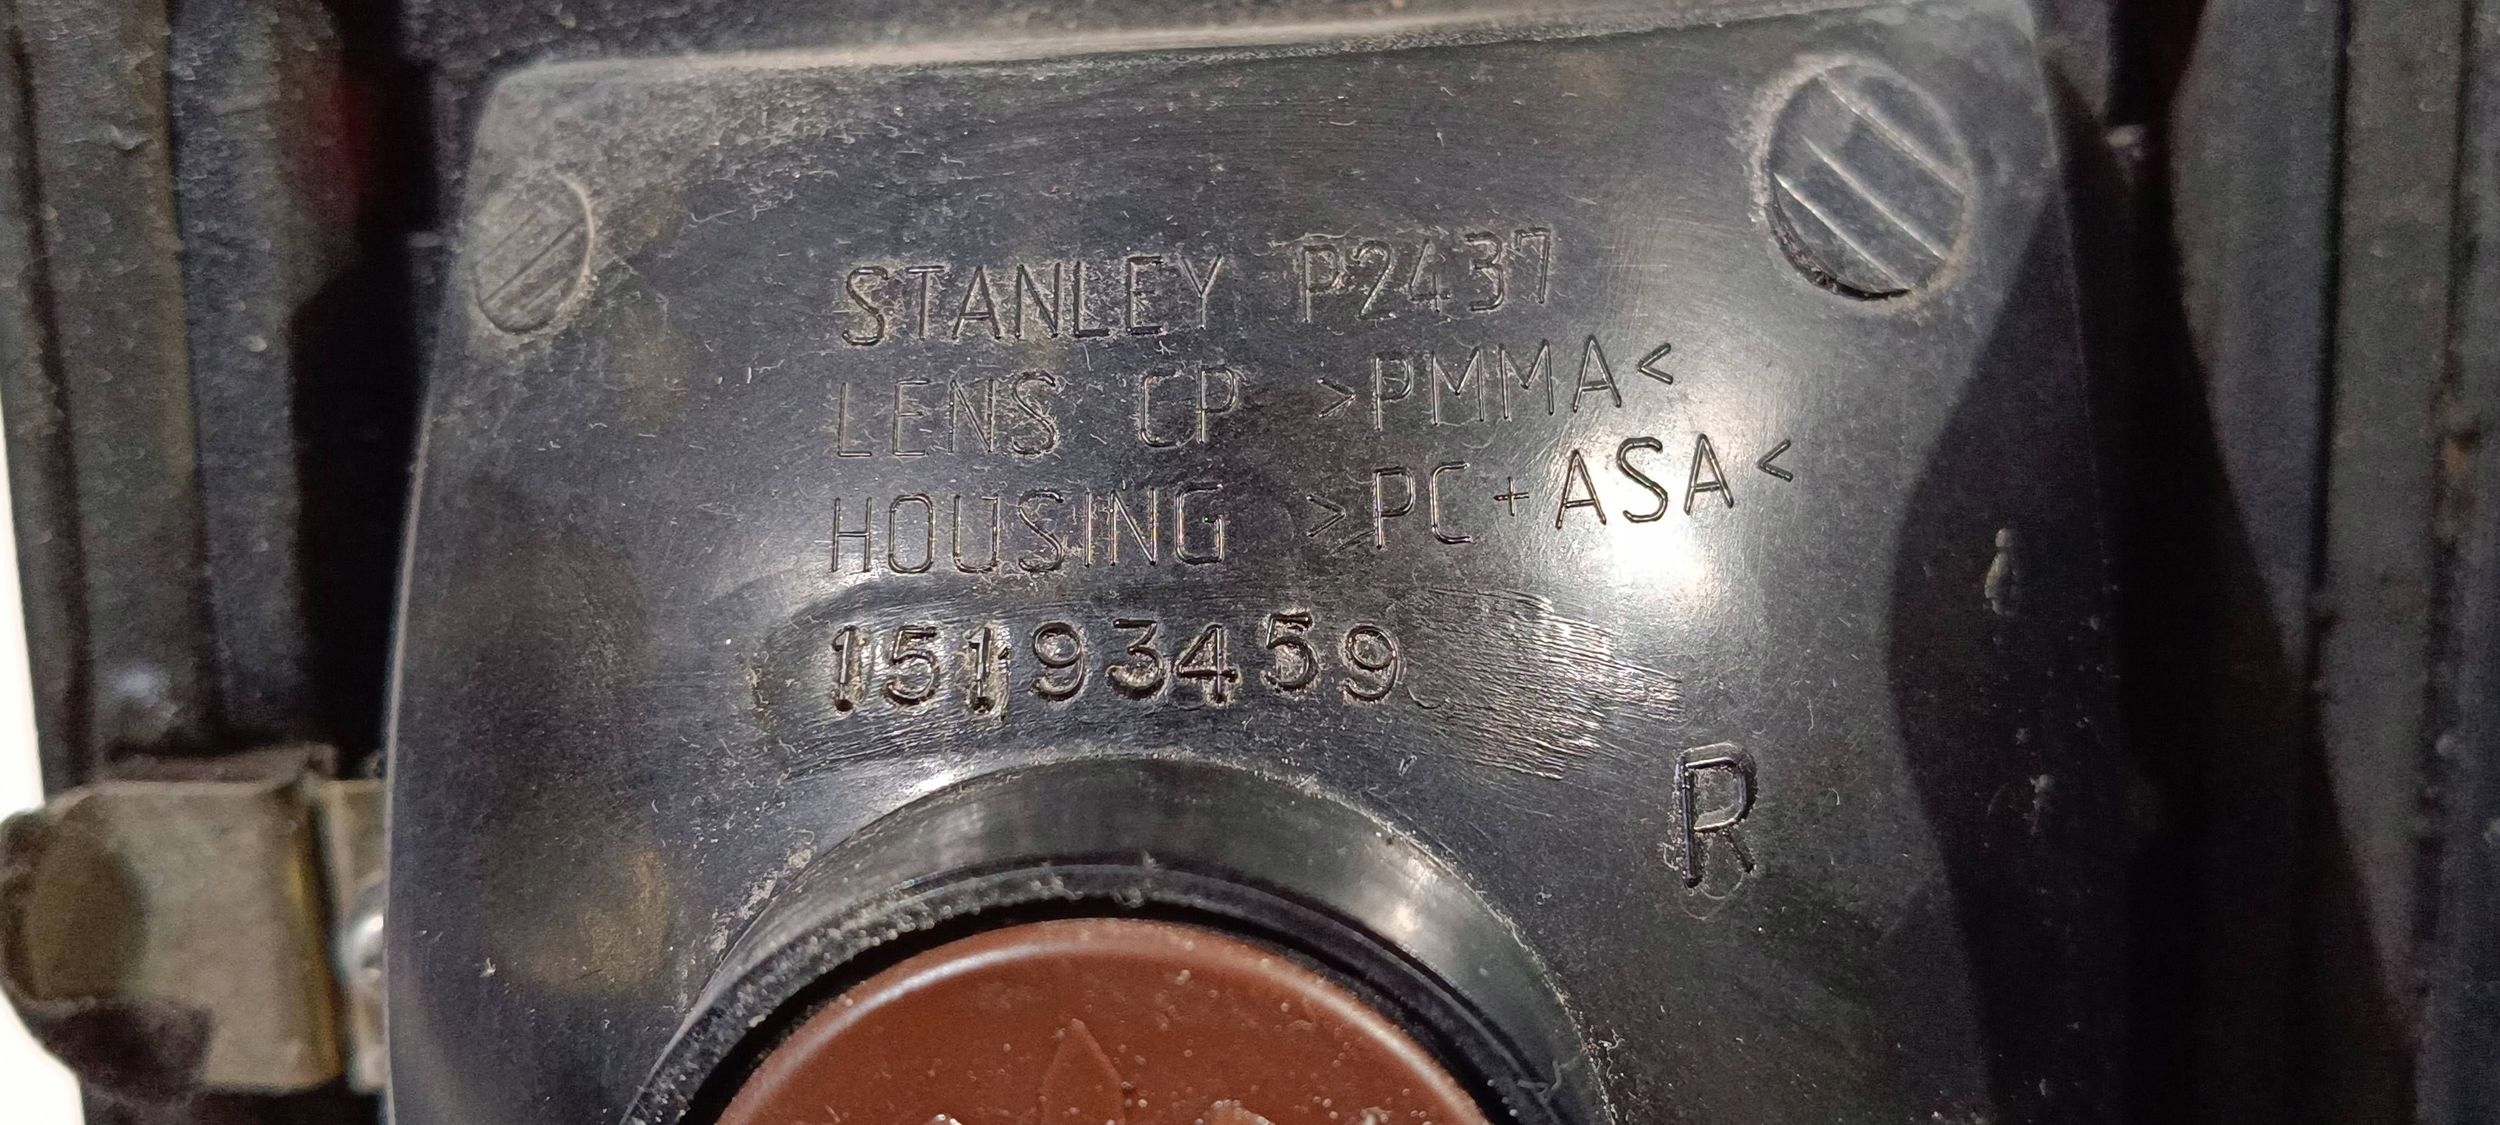 STANLEY P2437
LENS CP >PMMA<
HOUSING >PC+ASA<
15193459
R